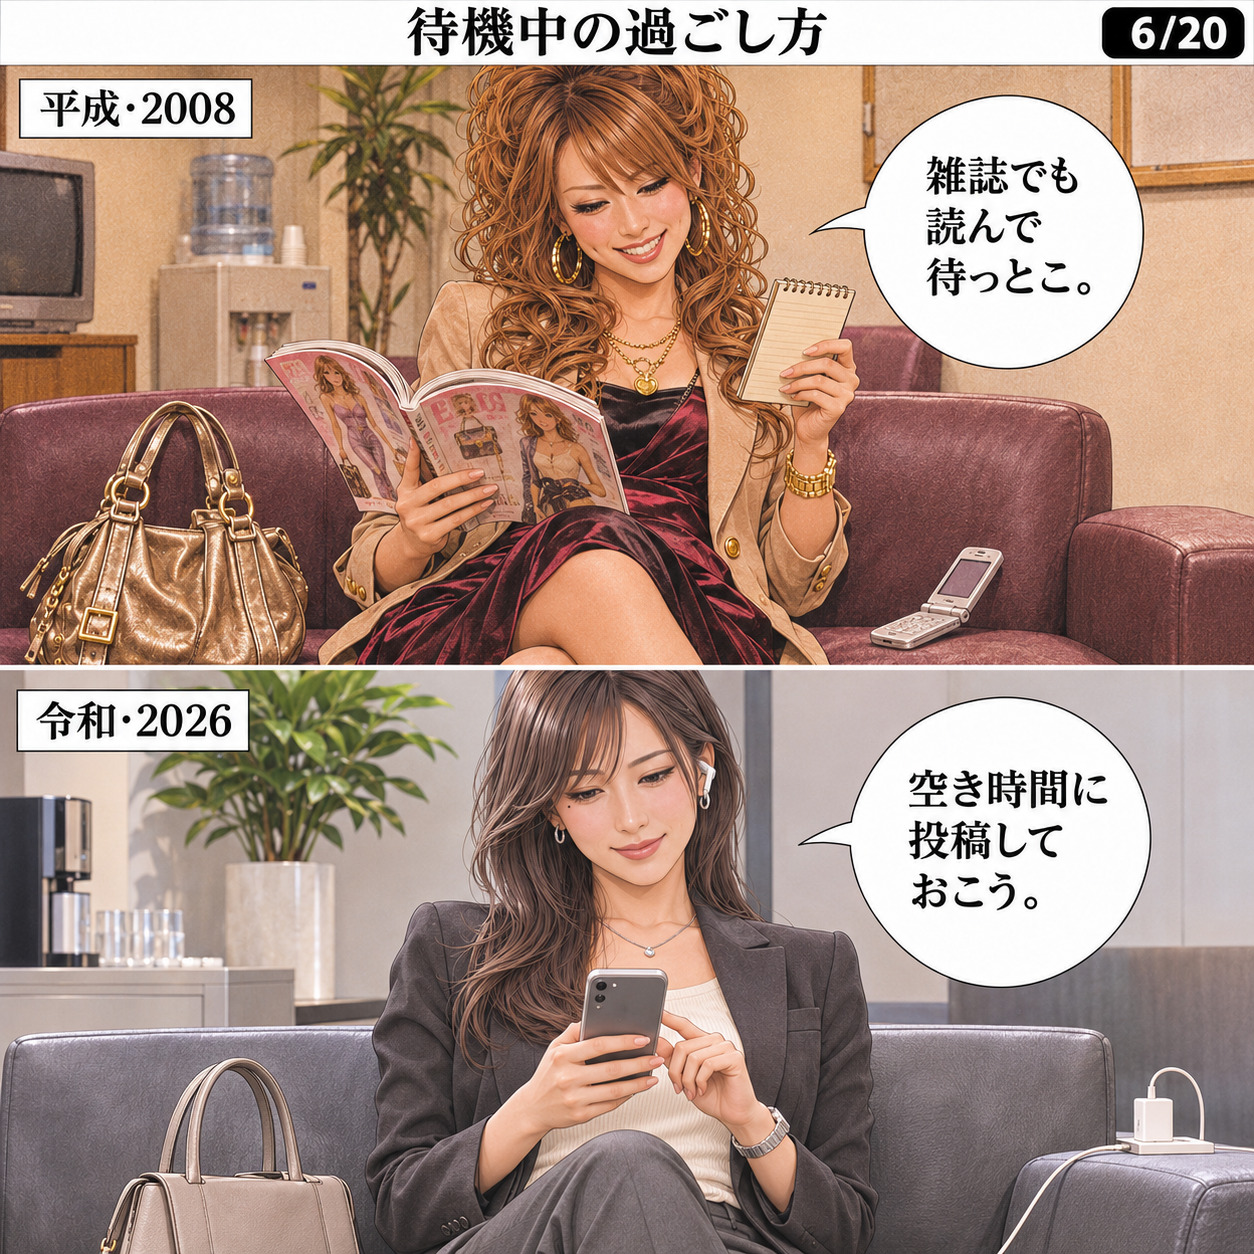 待機中の過ごし方
6/20
平成・2008
雑誌でも
読んで
待っとこ。
令和・2026
空き時間に
投稿して
おこう。